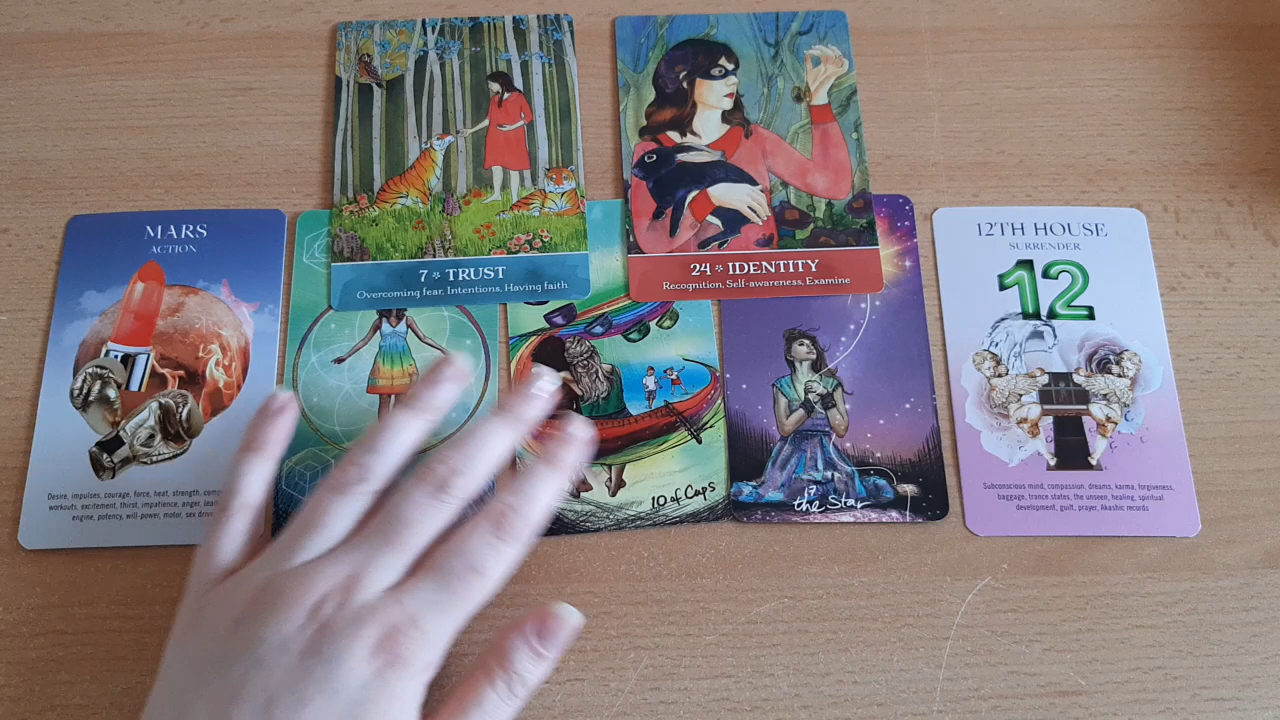 7 ✲ TRUST
Overcoming fear, Intentions, Having faith
24 ✲ IDENTITY
Recognition, Self-awareness, Examine
MARS
ACTION
Desire, impulses, courage, force, heat, strength,
workouts, excitement, thirst, impatience, anger,
engine, potency, will-power, motor, sex drive
10 of Cups
17
the Star
12TH HOUSE
SURRENDER
12
Subconscious mind, compassion, dreams, karma, forgiveness,
baggage, trance states, the unseen, healing, spiritual
development, guilt, prayer, Akashic records